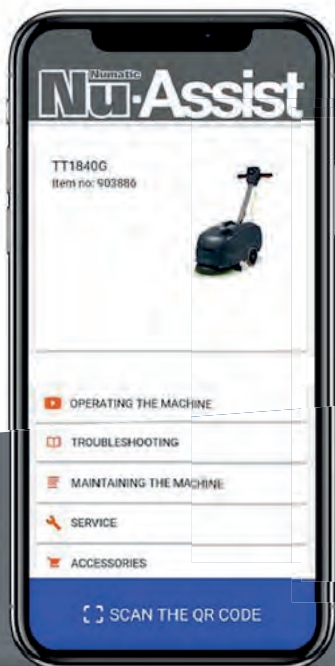 Numatic
Nu-Assist
TT1840G
Item no: 903886
OPERATING THE MACHINE
TROUBLESHOOTING
MAINTAINING THE MACHINE
SERVICE
ACCESSORIES
SCAN THE QR CODE